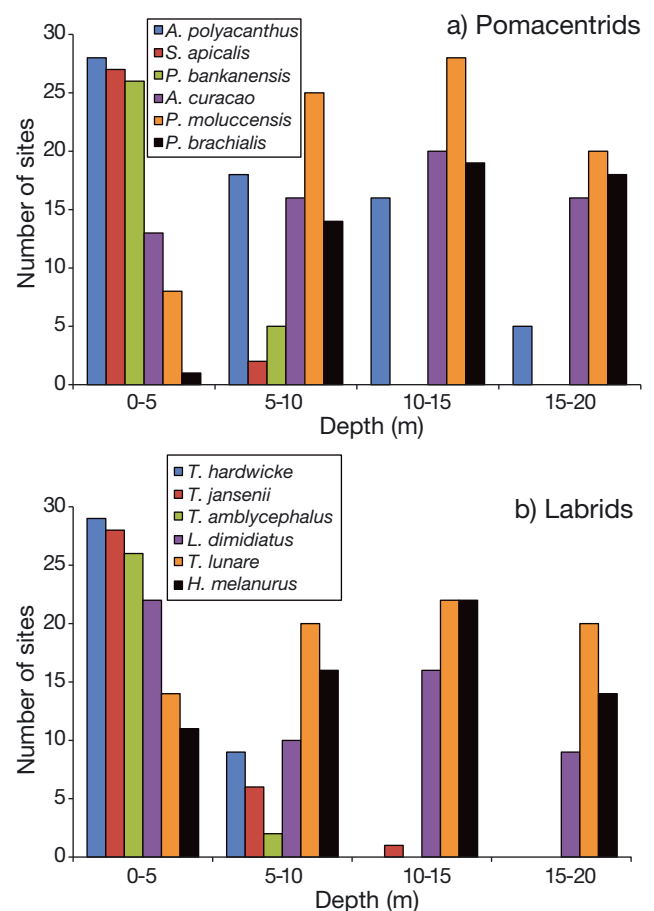 a) Pomacentrids
A. polyacanthus
S. apicalis
P. bankanensis
A. curacao
P. moluccensis
P. brachialis
Number of sites
30
25
20
15
10
5
0
0-5
5-10
10-15
15-20
Depth (m)
b) Labrids
T. hardwicke
T. jansenii
T. amblycephalus
L. dimidiatus
T. lunare
H. melanurus
Number of sites
30
25
20
15
10
5
0
0-5
5-10
10-15
15-20
Depth (m)